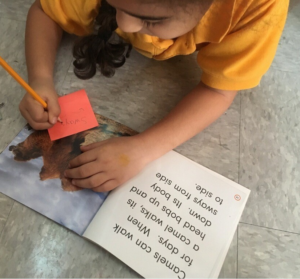 Camels can walk
for days. When
a camel walks, its
head bobs up and
down. Its body
sways from side
to side.